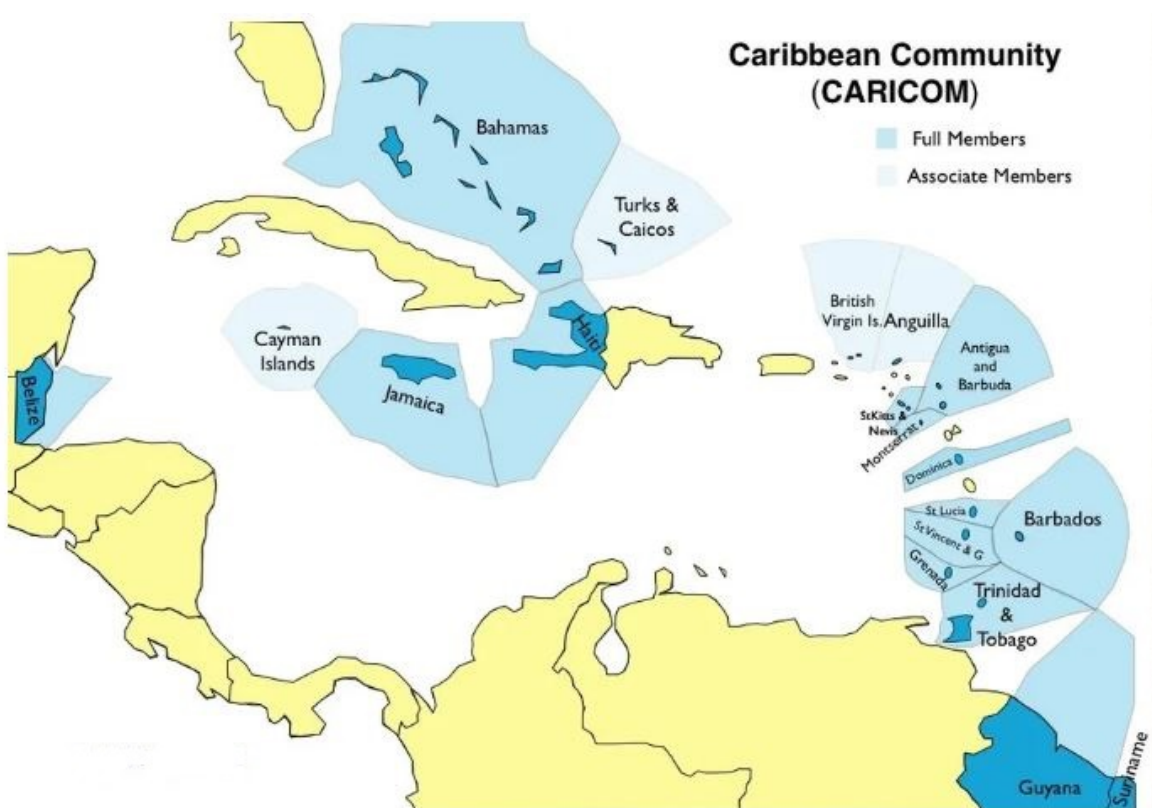 Caribbean Community
(CARICOM)
Full Members
Associate Members
Bahamas
Turks &
Caicos
Cayman
Islands
Haiti
Jamaica
Belize
British
Virgin Is.
Anguilla
Antigua
and
Barbuda
St Kitts &
Nevis
Montserrat
Dominica
St Lucia
St Vincent & G
Grenada
Barbados
Trinidad
&
Tobago
Guyana
Suriname